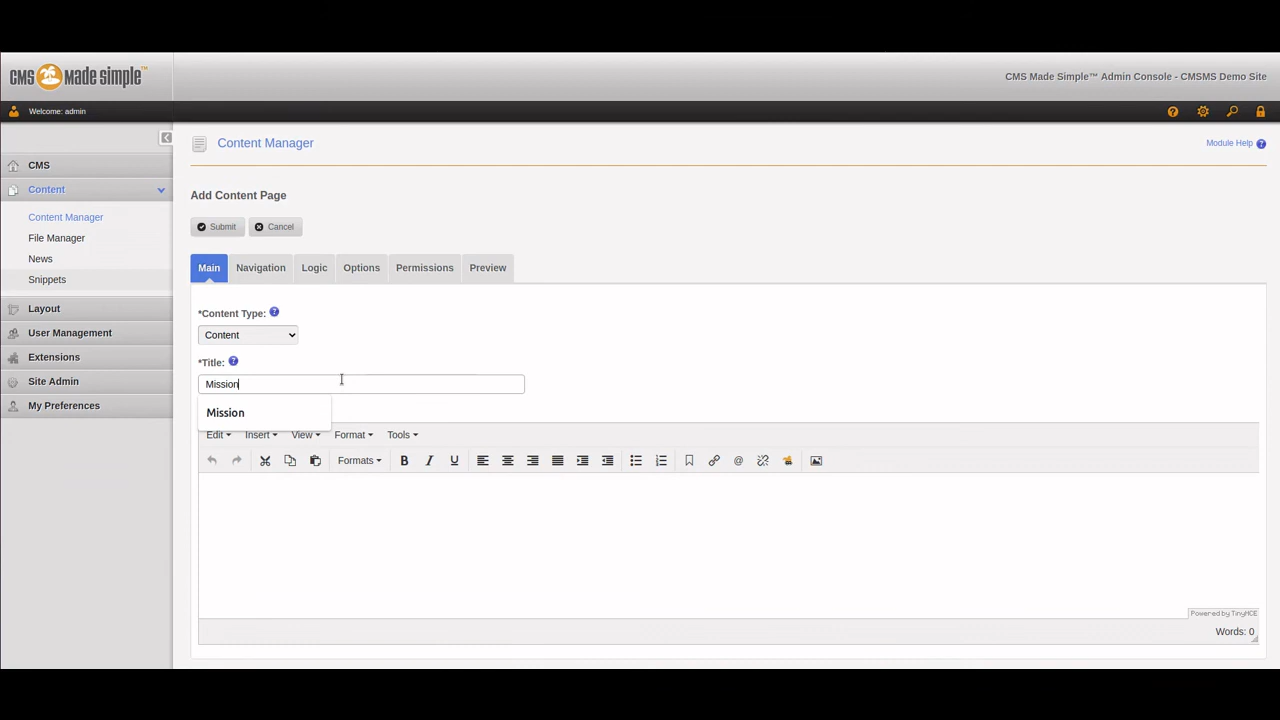 CMS made simple™
CMS Made Simple™ Admin Console - CMSMS Demo Site
Welcome: admin
CMS
Content
Content Manager
File Manager
News
Snippets
Layout
User Management
Extensions
Site Admin
My Preferences
Content Manager
Module Help
Add Content Page
Submit Cancel
Main Navigation Logic Options Permissions Preview
*Content Type:
Content
*Title:
Mission
Mission
Edit Insert View Format Tools
Formats B I U @
Powered by TinyMCE
Words: 0